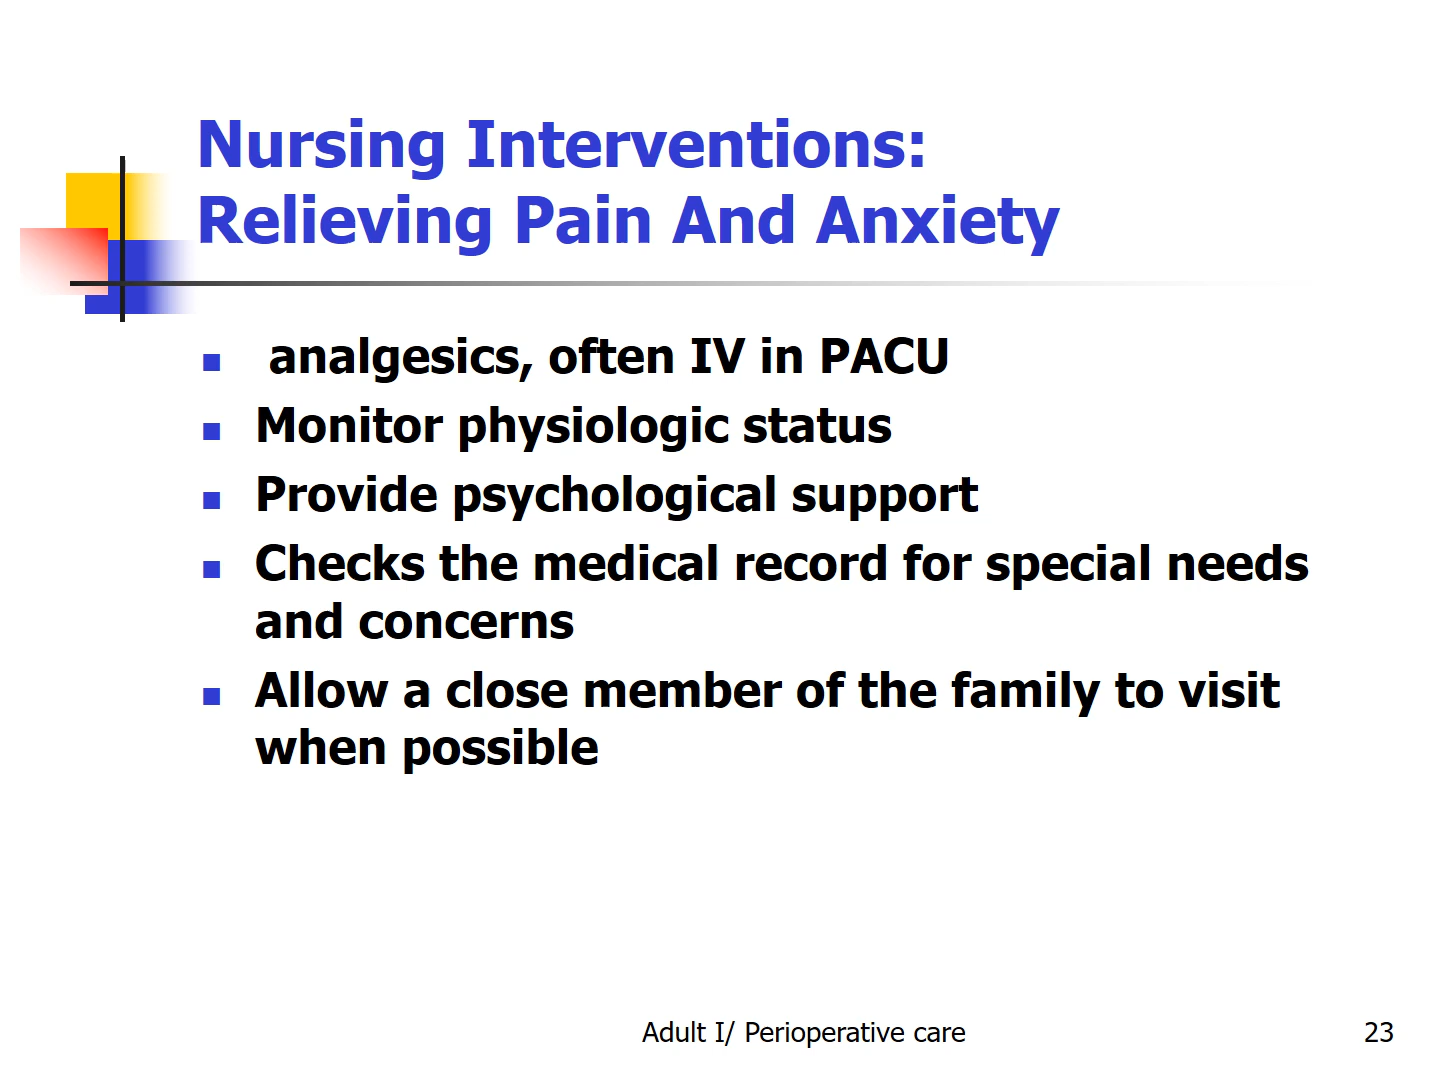 Nursing Interventions:
Relieving Pain And Anxiety
▪ analgesics, often IV in PACU
▪ Monitor physiologic status
▪ Provide psychological support
▪ Checks the medical record for special needs
and concerns
▪ Allow a close member of the family to visit
when possible
Adult I/ Perioperative care
23